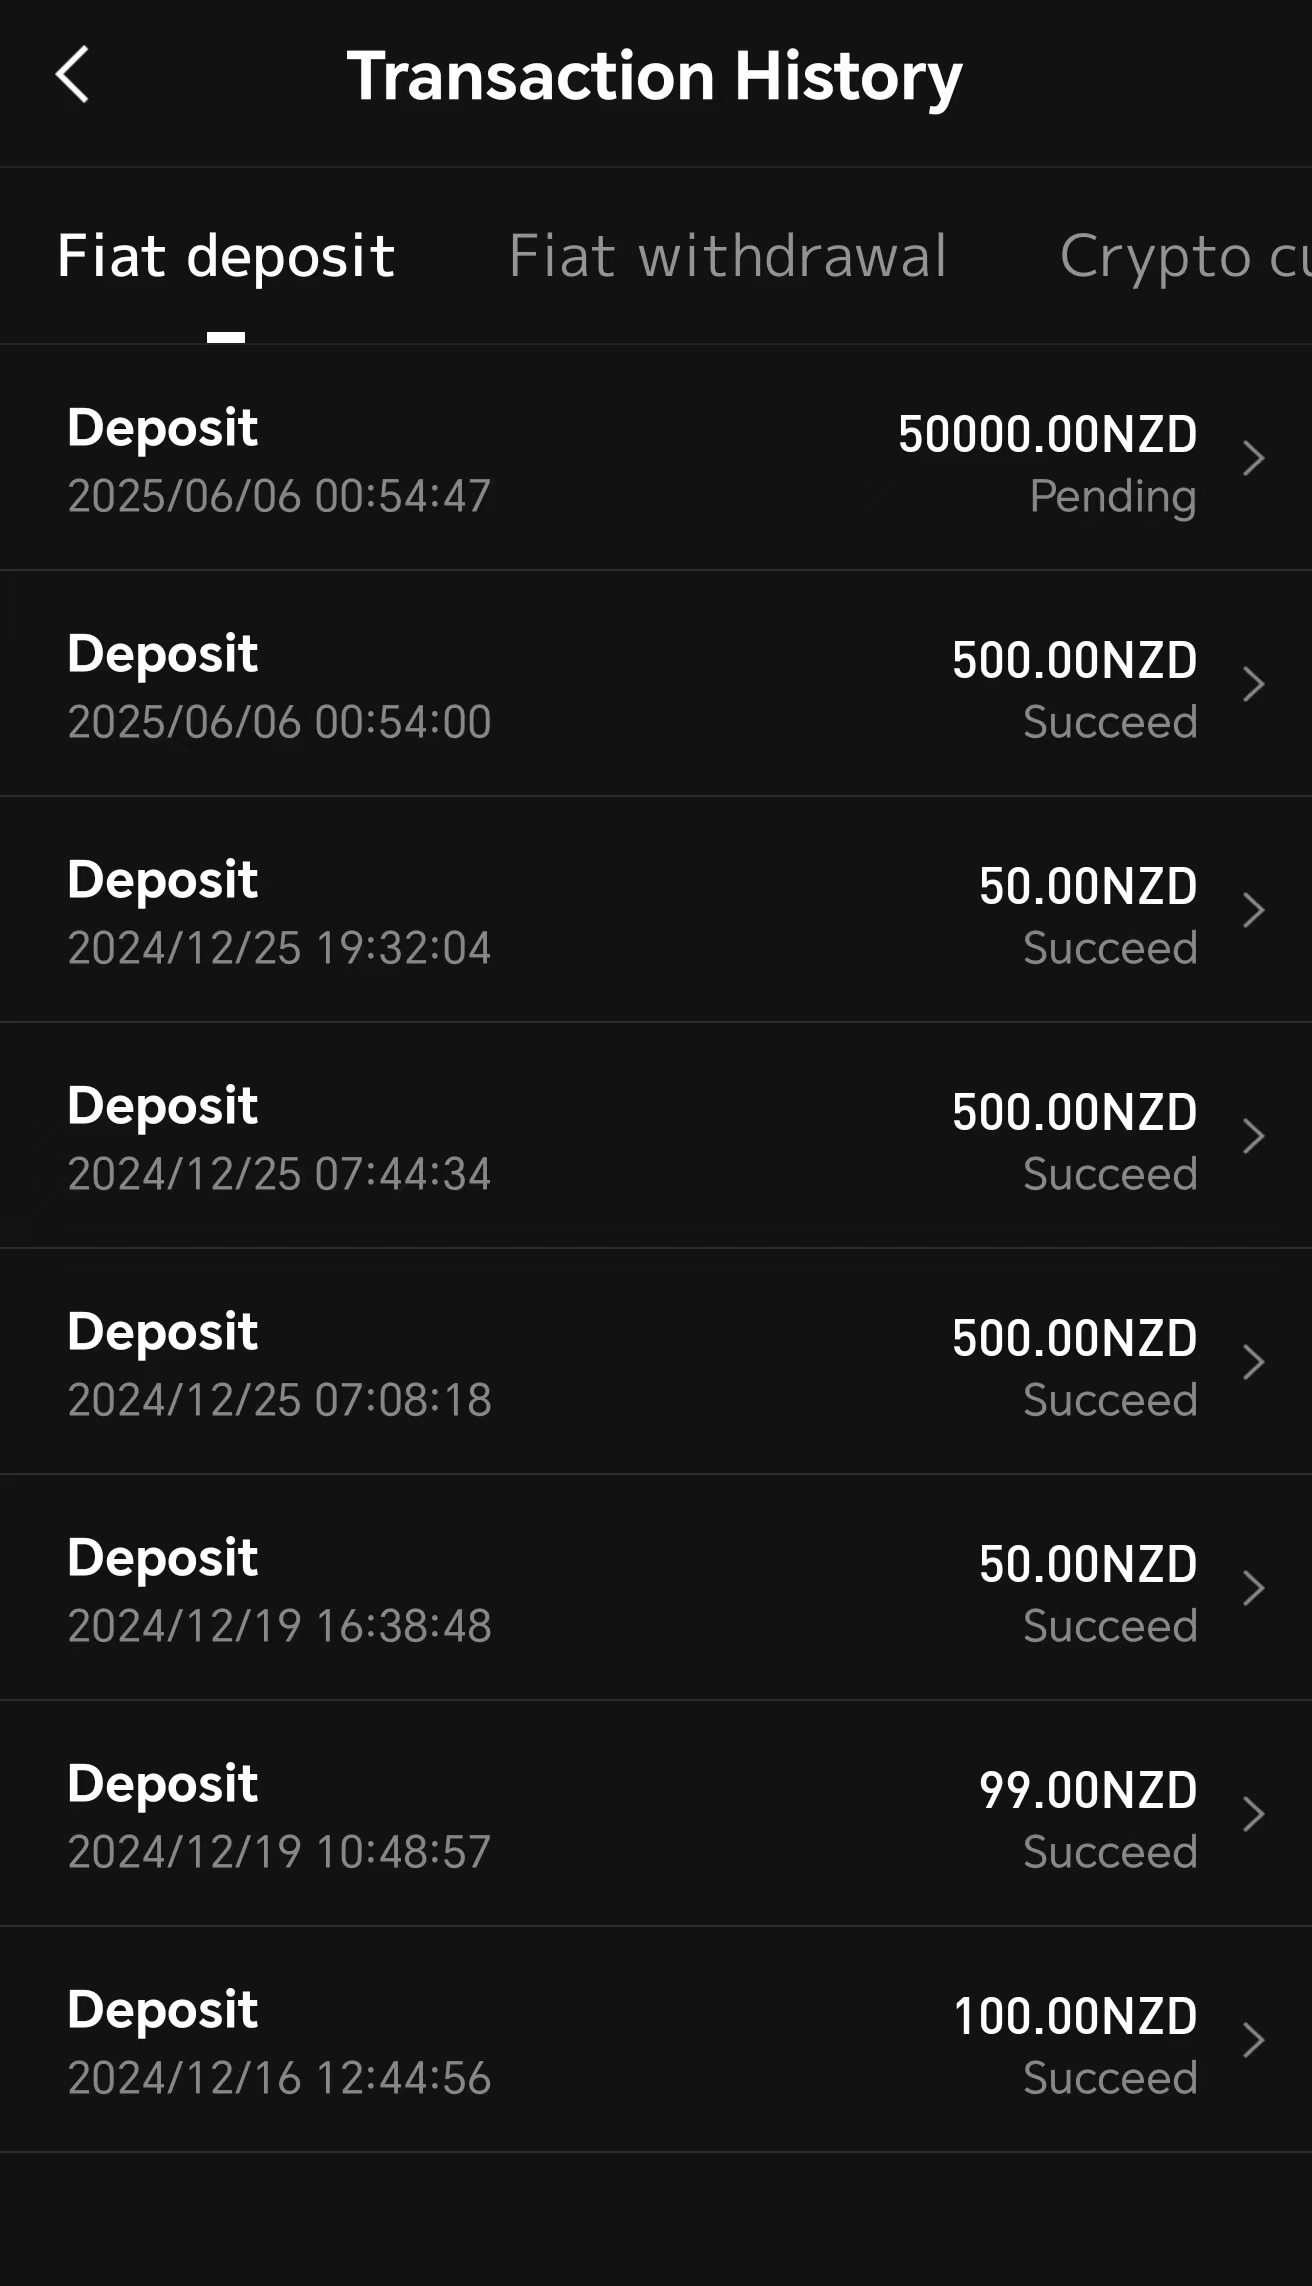 Transaction History
Fiat deposit Fiat withdrawal Crypto cu
Deposit 50000.00NZD
2025/06/06 00:54:47 Pending
Deposit 500.00NZD
2025/06/06 00:54:00 Succeed
Deposit 50.00NZD
2024/12/25 19:32:04 Succeed
Deposit 500.00NZD
2024/12/25 07:44:34 Succeed
Deposit 500.00NZD
2024/12/25 07:08:18 Succeed
Deposit 50.00NZD
2024/12/19 16:38:48 Succeed
Deposit 99.00NZD
2024/12/19 10:48:57 Succeed
Deposit 100.00NZD
2024/12/16 12:44:56 Succeed